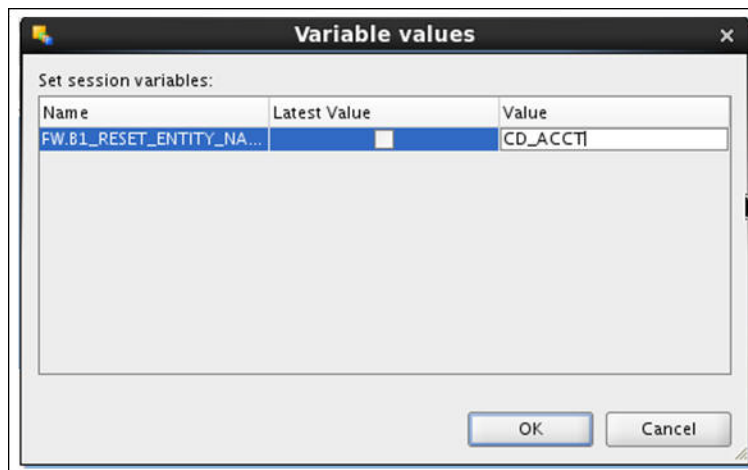 Variable values
Set session variables:
Name Latest Value Value
FW.B1_RESET_ENTITY_NA... CD_ACCT
OK Cancel